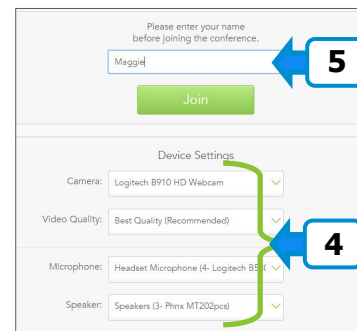 Please enter your name
before joining the conference.
Maggie
5
Join
Device Settings
Camera: Logitech B910 HD Webcam
Video Quality: Best Quality (Recommended)
4
Microphone: Headset Microphone (4- Logitech B5
Speaker: Speakers (3- Phnx MT202pcs)